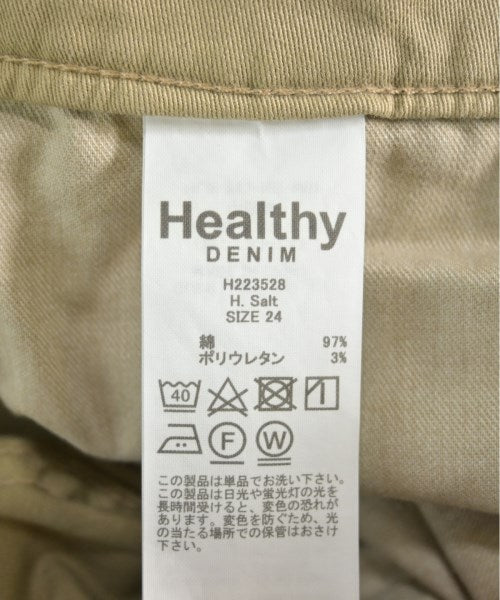 Healthy
DENIM
H223528
H. Salt
SIZE 24
綿 97%
ポリウレタン 3%
40
F W
この製品は単品でお洗い下さい。
この製品は日光や蛍光灯の光を
長時間受けると、変色の恐れが
あります。変色を防ぐため、光
の当たる場所での保管はおさけ
下さい。